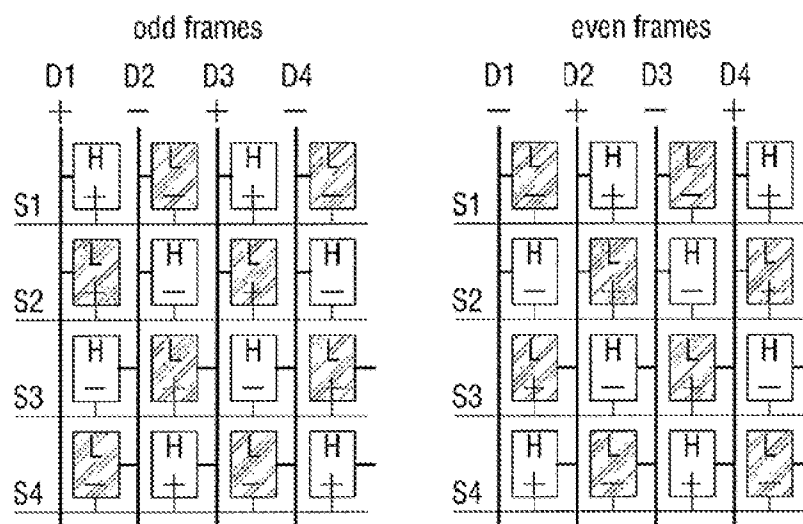 odd frames even frames
D1 D2 D3 D4 D1 D2 D3 D4
+ − + − − + − +
H L H L L H L H
+ − + − − + − +
S1 S1
L H L H H L H L
+ − + − − + − +
S2 S2
H L H L L H L H
− + − + + − + −
S3 S3
L H L H H L H L
− + − + + − + −
S4 S4